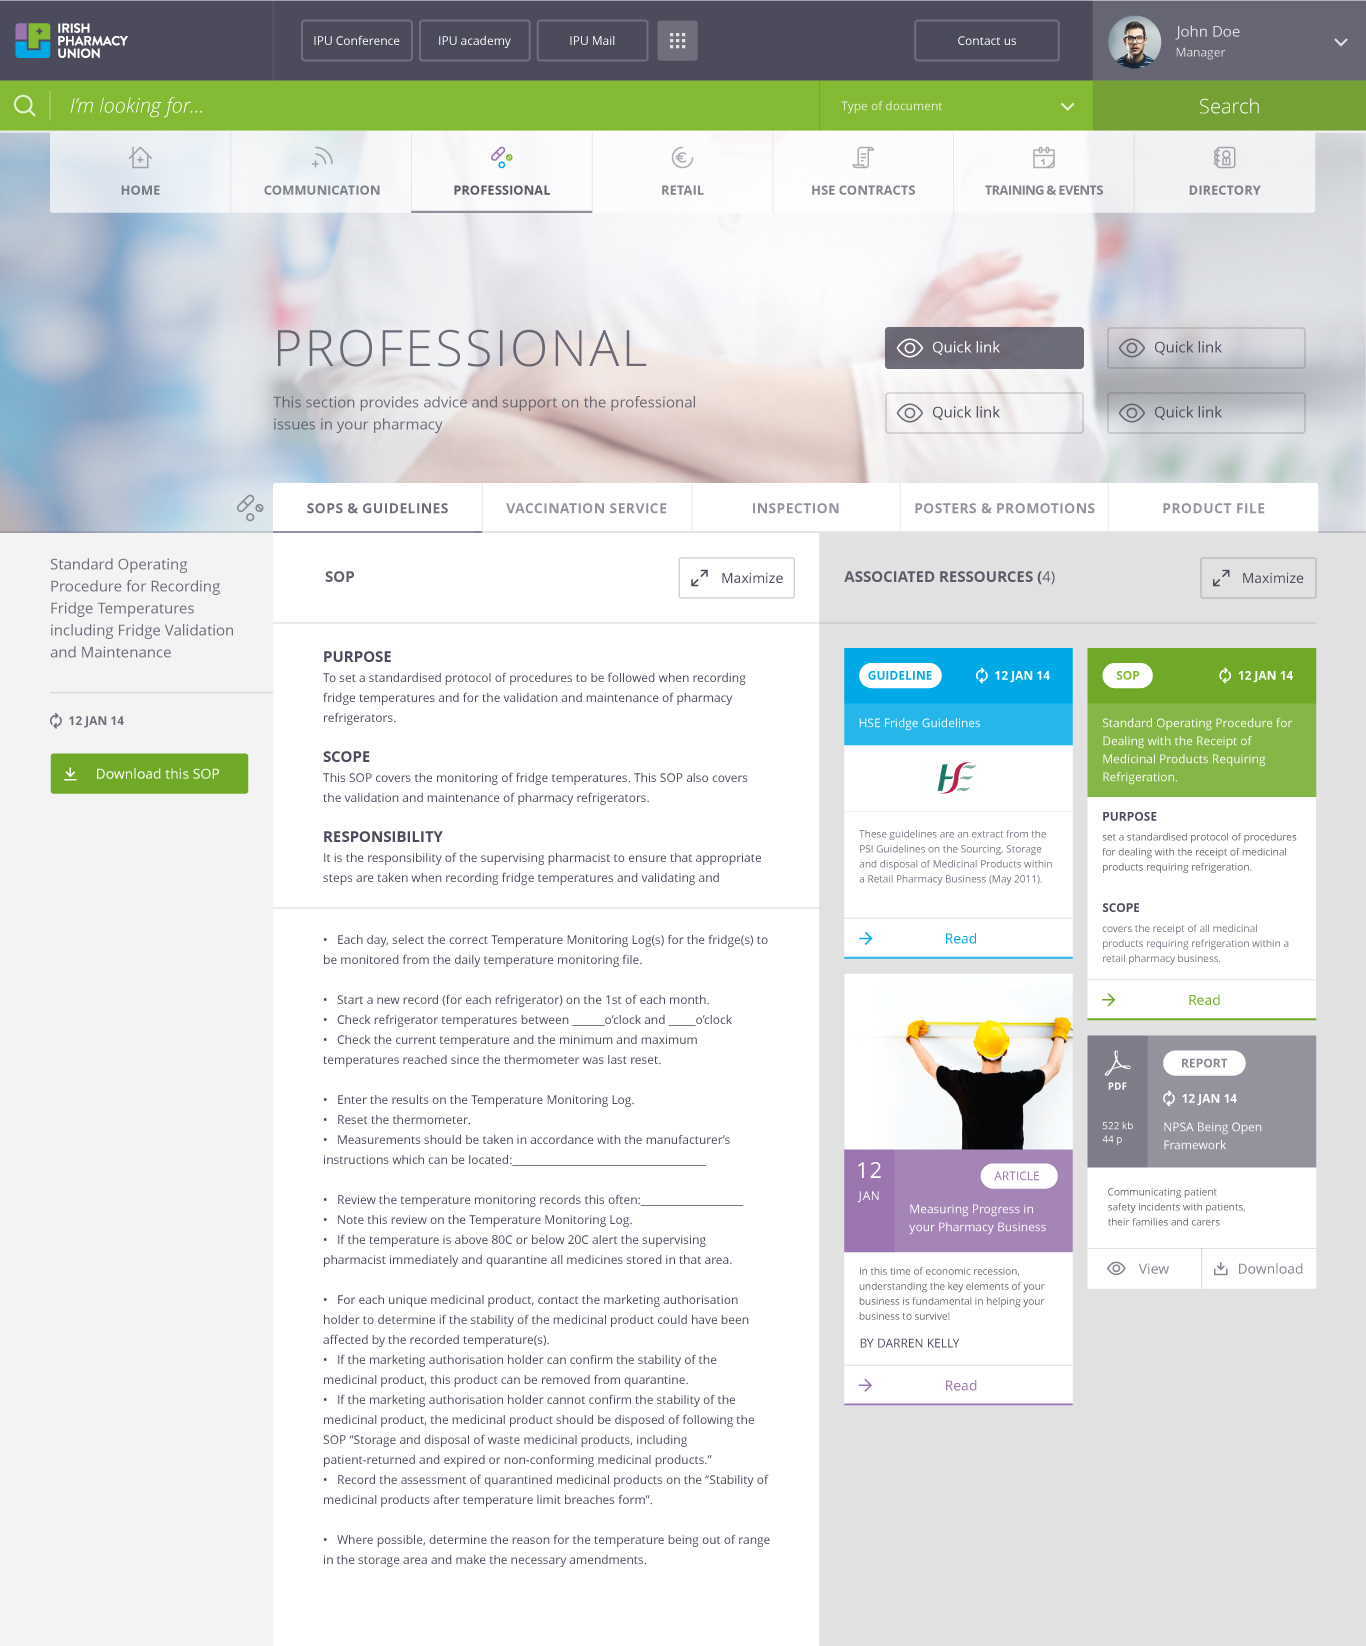 IRISH
PHARMACY
UNION
IPU Conference
IPU academy
IPU Mail
Contact us
John Doe
Manager
I'm looking for...
Type of document
Search
HOME
COMMUNICATION
PROFESSIONAL
RETAIL
HSE CONTRACTS
TRAINING & EVENTS
DIRECTORY
PROFESSIONAL
This section provides advice and support on the professional
issues in your pharmacy
Quick link
Quick link
Quick link
Quick link
SOPS & GUIDELINES
VACCINATION SERVICE
INSPECTION
POSTERS & PROMOTIONS
PRODUCT FILE
Standard Operating
Procedure for Recording
Fridge Temperatures
including Fridge Validation
and Maintenance
12 JAN 14
Download this SOP
SOP
Maximize
PURPOSE
To set a standardised protocol of procedures to be followed when recording
fridge temperatures and for the validation and maintenance of pharmacy
refrigerators.
SCOPE
This SOP covers the monitoring of fridge temperatures. This SOP also covers
the validation and maintenance of pharmacy refrigerators.
RESPONSIBILITY
It is the responsibility of the supervising pharmacist to ensure that appropriate
steps are taken when recording fridge temperatures and validating and
• Each day, select the correct Temperature Monitoring Log(s) for the fridge(s) to
be monitored from the daily temperature monitoring file.
• Start a new record (for each refrigerator) on the 1st of each month.
• Check refrigerator temperatures between _____o'clock and ____o'clock
• Check the current temperature and the minimum and maximum
temperatures reached since the thermometer was last reset.
• Enter the results on the Temperature Monitoring Log.
• Reset the thermometer.
• Measurements should be taken in accordance with the manufacturer's
instructions which can be located:______________________________
• Review the temperature monitoring records this often:________________
• Note this review on the Temperature Monitoring Log.
• If the temperature is above 80C or below 20C alert the supervising
pharmacist immediately and quarantine all medicines stored in that area.
• For each unique medicinal product, contact the marketing authorisation
holder to determine if the stability of the medicinal product could have been
affected by the recorded temperature(s).
• If the marketing authorisation holder can confirm the stability of the
medicinal product, this product can be removed from quarantine.
• If the marketing authorisation holder cannot confirm the stability of the
medicinal product, the medicinal product should be disposed of following the
SOP “Storage and disposal of waste medicinal products, including
patient-returned and expired or non-conforming medicinal products.”
• Record the assessment of quarantined medicinal products on the “Stability of
medicinal products after temperature limit breaches form”.
• Where possible, determine the reason for the temperature being out of range
in the storage area and make the necessary amendments.
ASSOCIATED RESSOURCES (4)
Maximize
GUIDELINE
12 JAN 14
HSE Fridge Guidelines
HSE
These guidelines are an extract from the
PSI Guidelines on the Sourcing, Storage
and disposal of Medicinal Products within
a Retail Pharmacy Business (May 2011).
Read
12
JAN
ARTICLE
Measuring Progress in
your Pharmacy Business
In this time of economic recession,
understanding the key elements of your
business is fundamental in helping your
business to survive!
BY DARREN KELLY
Read
SOP
12 JAN 14
Standard Operating Procedure for
Dealing with the Receipt of
Medicinal Products Requiring
Refrigeration.
PURPOSE
set a standardised protocol of procedures
for dealing with the receipt of medicinal
products requiring refrigeration.
SCOPE
covers the receipt of all medicinal
products requiring refrigeration within a
retail pharmacy business.
Read
PDF
522 kb
44 p
REPORT
12 JAN 14
NPSA Being Open
Framework
Communicating patient
safety incidents with patients,
their families and carers
View
Download